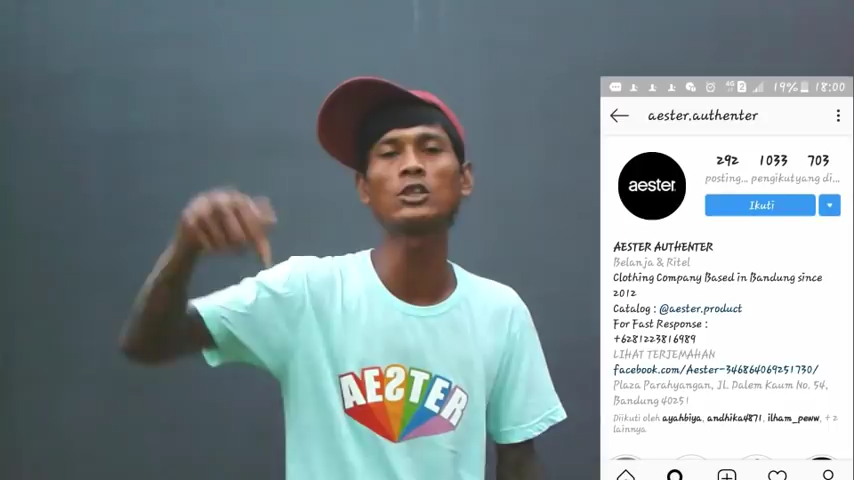 AESTER
4G 2 19% 18:00
aester.authenter
aester
292 1033 703
posting... pengikut yang di...
Ikuti
AESTER AUTHENTER
Belanja & Ritel
Clothing Company Based in Bandung since
2012
Catalog : @aester.product
For Fast Response :
+6281223816989
LIHAT TERJEMAHAN
facebook.com/Aester-346864069251730/
Plaza Parahyangan, JL. Dalem Kaum No. 54,
Bandung 40251
Diikuti oleh ayahbiya, andhika4871, ilham_peww, + 2
lainnya